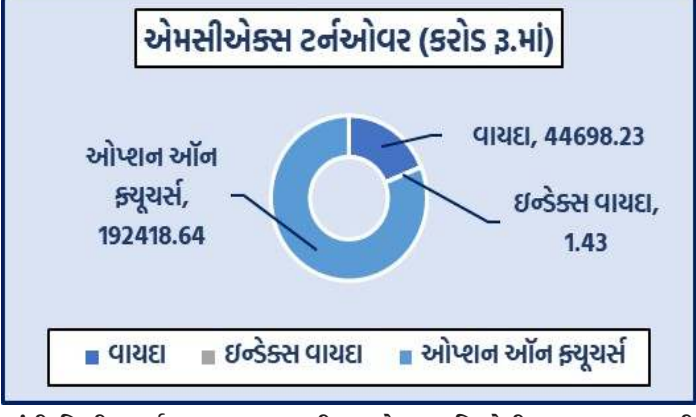 એમસીએક્સ ટર્નઓવર (કરોડ રૂ.માં)
વાયદા, 44698.23
ઓપ્શન ઑન
ફ્યૂચર્સ,
192418.64
ઇન્ડેક્સ વાયદા,
1.43
વાયદા ઇન્ડેક્સ વાયદા ઓપ્શન ઑન ફ્યૂચર્સ